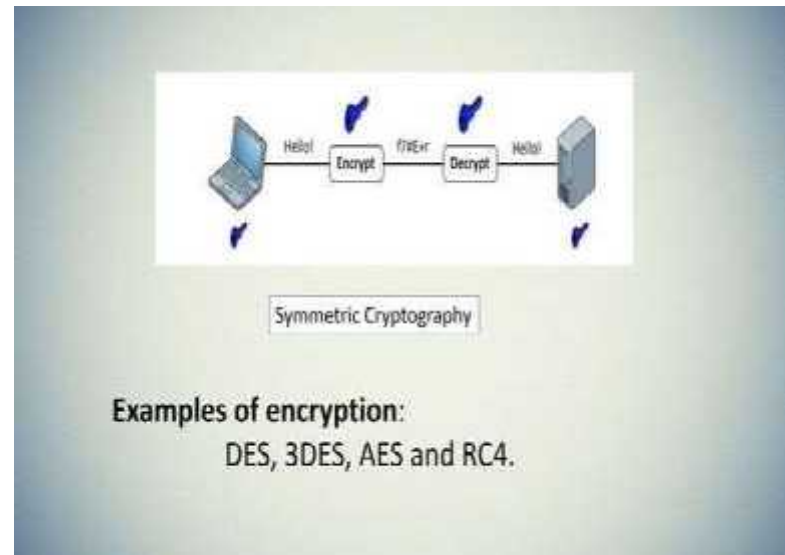 Hello!
Encrypt
Decrypt
Hello!
Symmetric Cryptography
Examples of encryption:
DES, 3DES, AES and RC4.